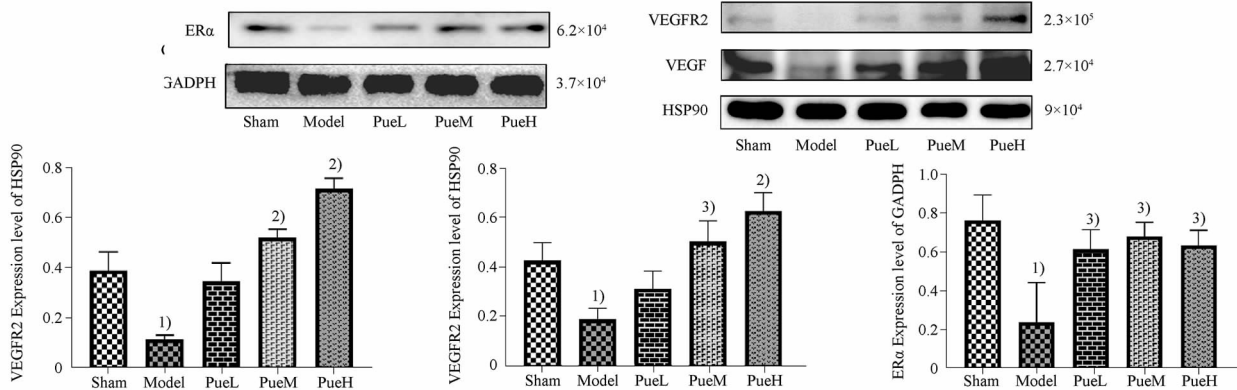 ERα
6.2×10⁴
GADPH
3.7×10⁴
Sham Model PueL PueM PueH
VEGFR2
2.3×10⁵
VEGF
2.7×10⁴
HSP90
9×10⁴
Sham Model PueL PueM PueH
VEGFR2 Expression level of HSP90
0.8
0.6
0.4
0.2
0
1)
2)
2)
Sham Model PueL PueM PueH
VEGFR2 Expression level of HSP90
0.8
0.6
0.4
0.2
0
1)
3)
2)
Sham Model PueL PueM PueH
ERα Expression level of GADPH
1.0
0.8
0.6
0.4
0.2
0
1)
3)
3)
3)
Sham Model PueL PueM PueH